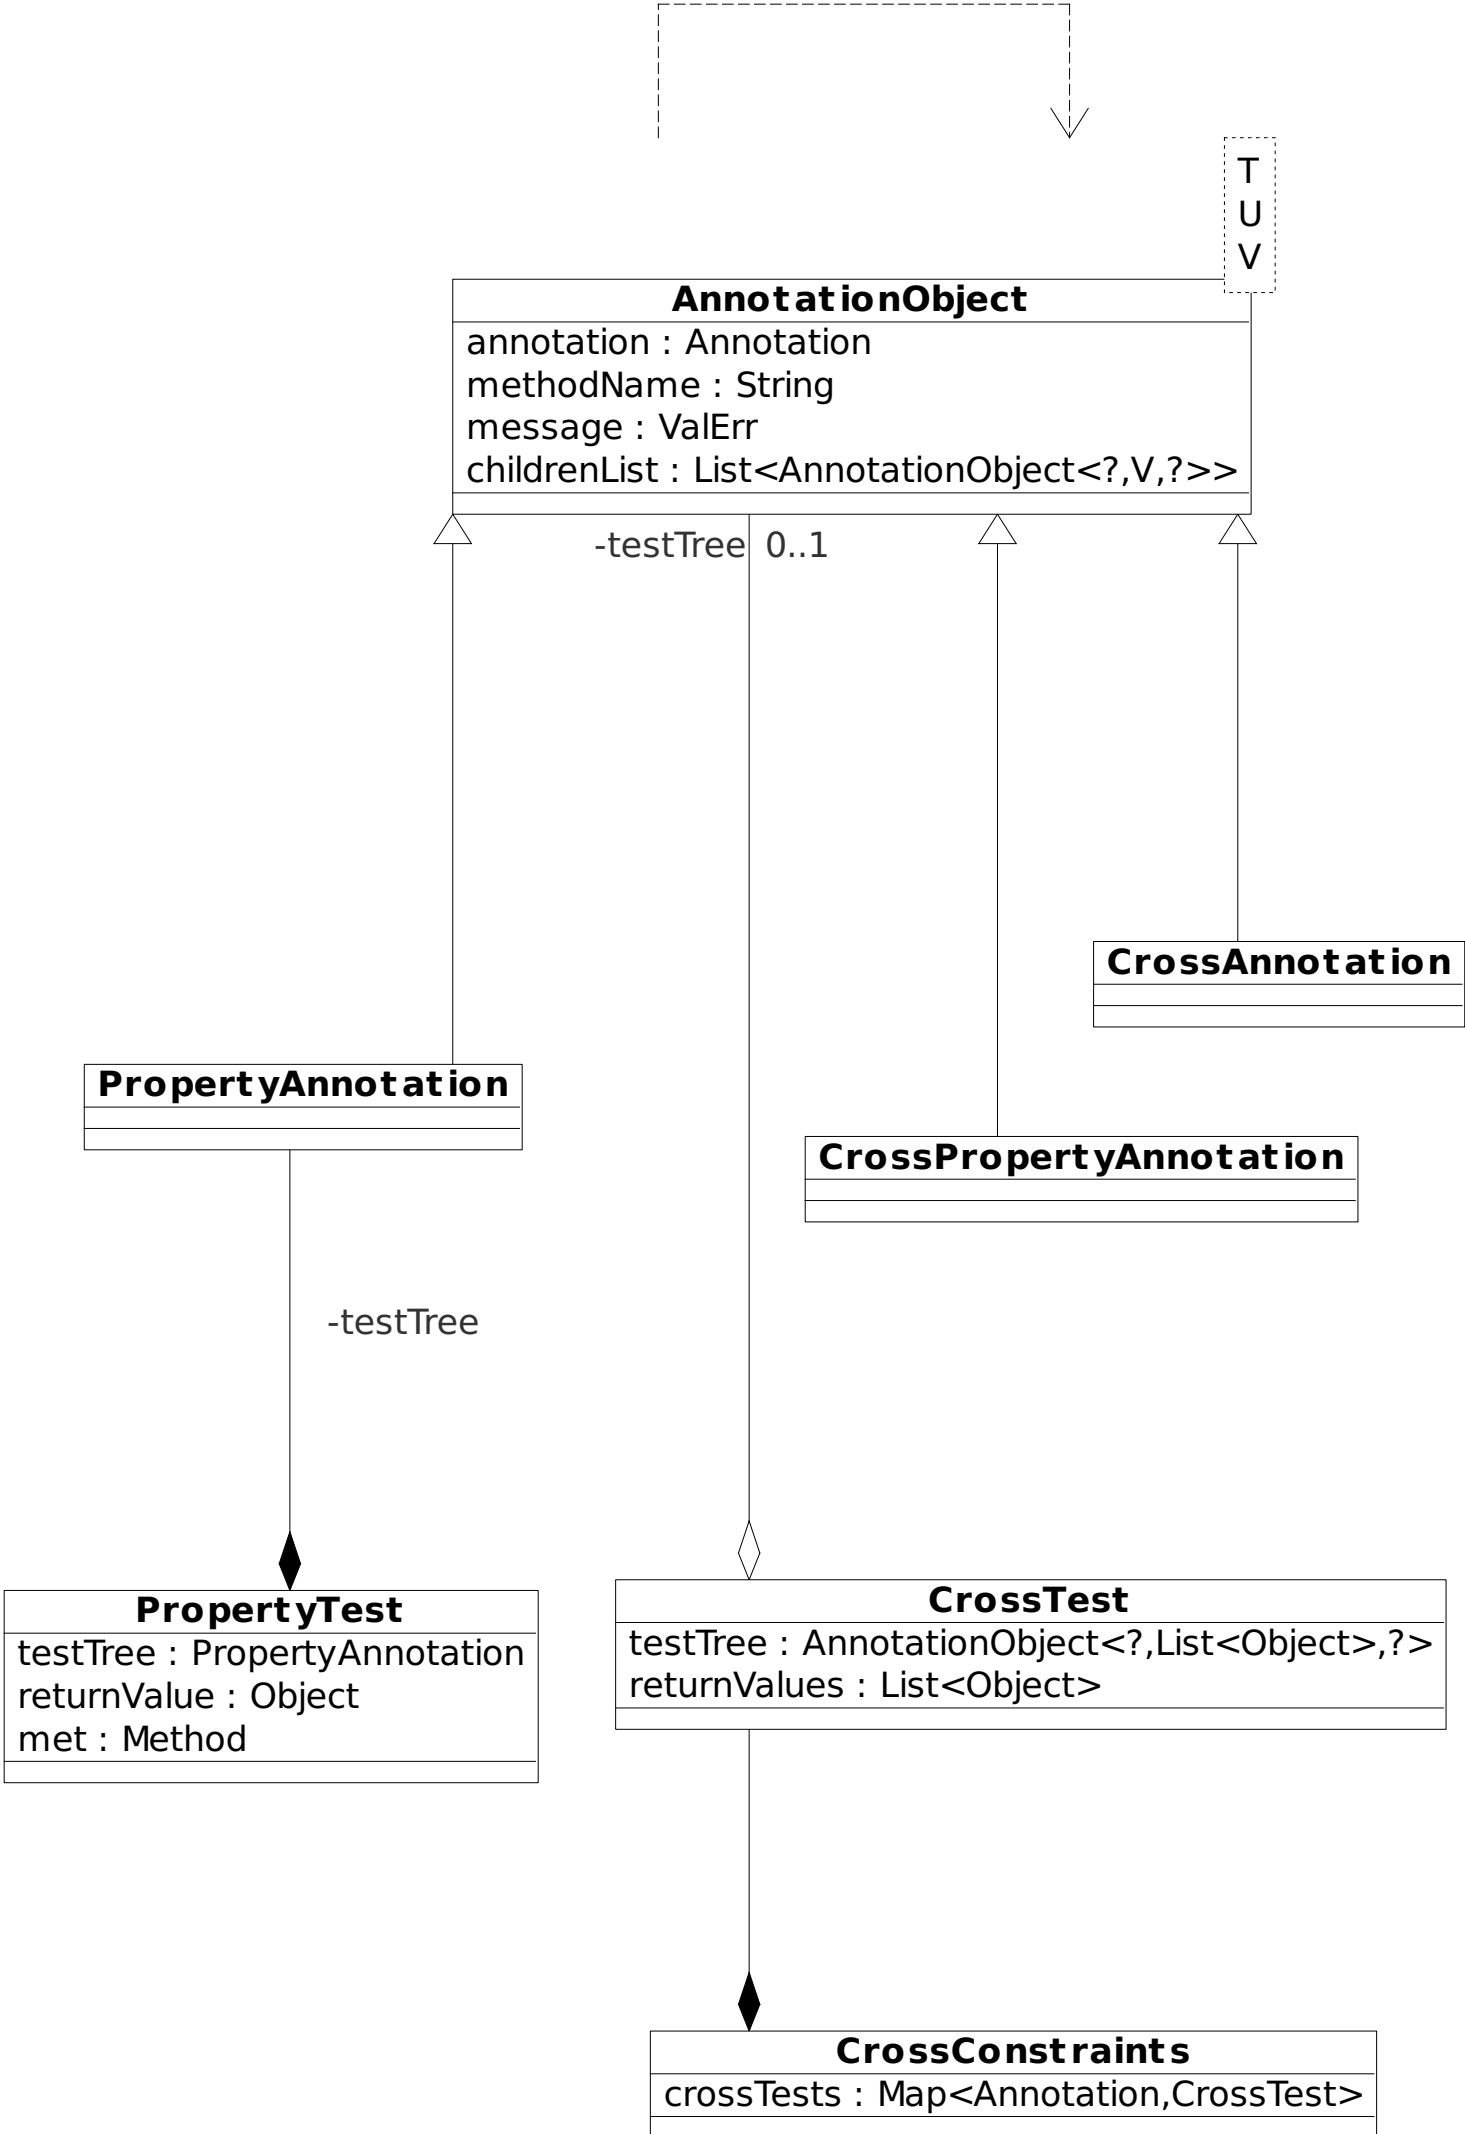 T
U
V
AnnotationObject
annotation : Annotation
methodName : String
message : ValErr
childrenList : List<AnnotationObject<?,V,?>>
-testTree 0..1
CrossAnnotation
PropertyAnnotation
CrossPropertyAnnotation
-testTree
PropertyTest
testTree : PropertyAnnotation
returnValue : Object
met : Method
CrossTest
testTree : AnnotationObject<?,List<Object>,?>
returnValues : List<Object>
CrossConstraints
crossTests : Map<Annotation,CrossTest>